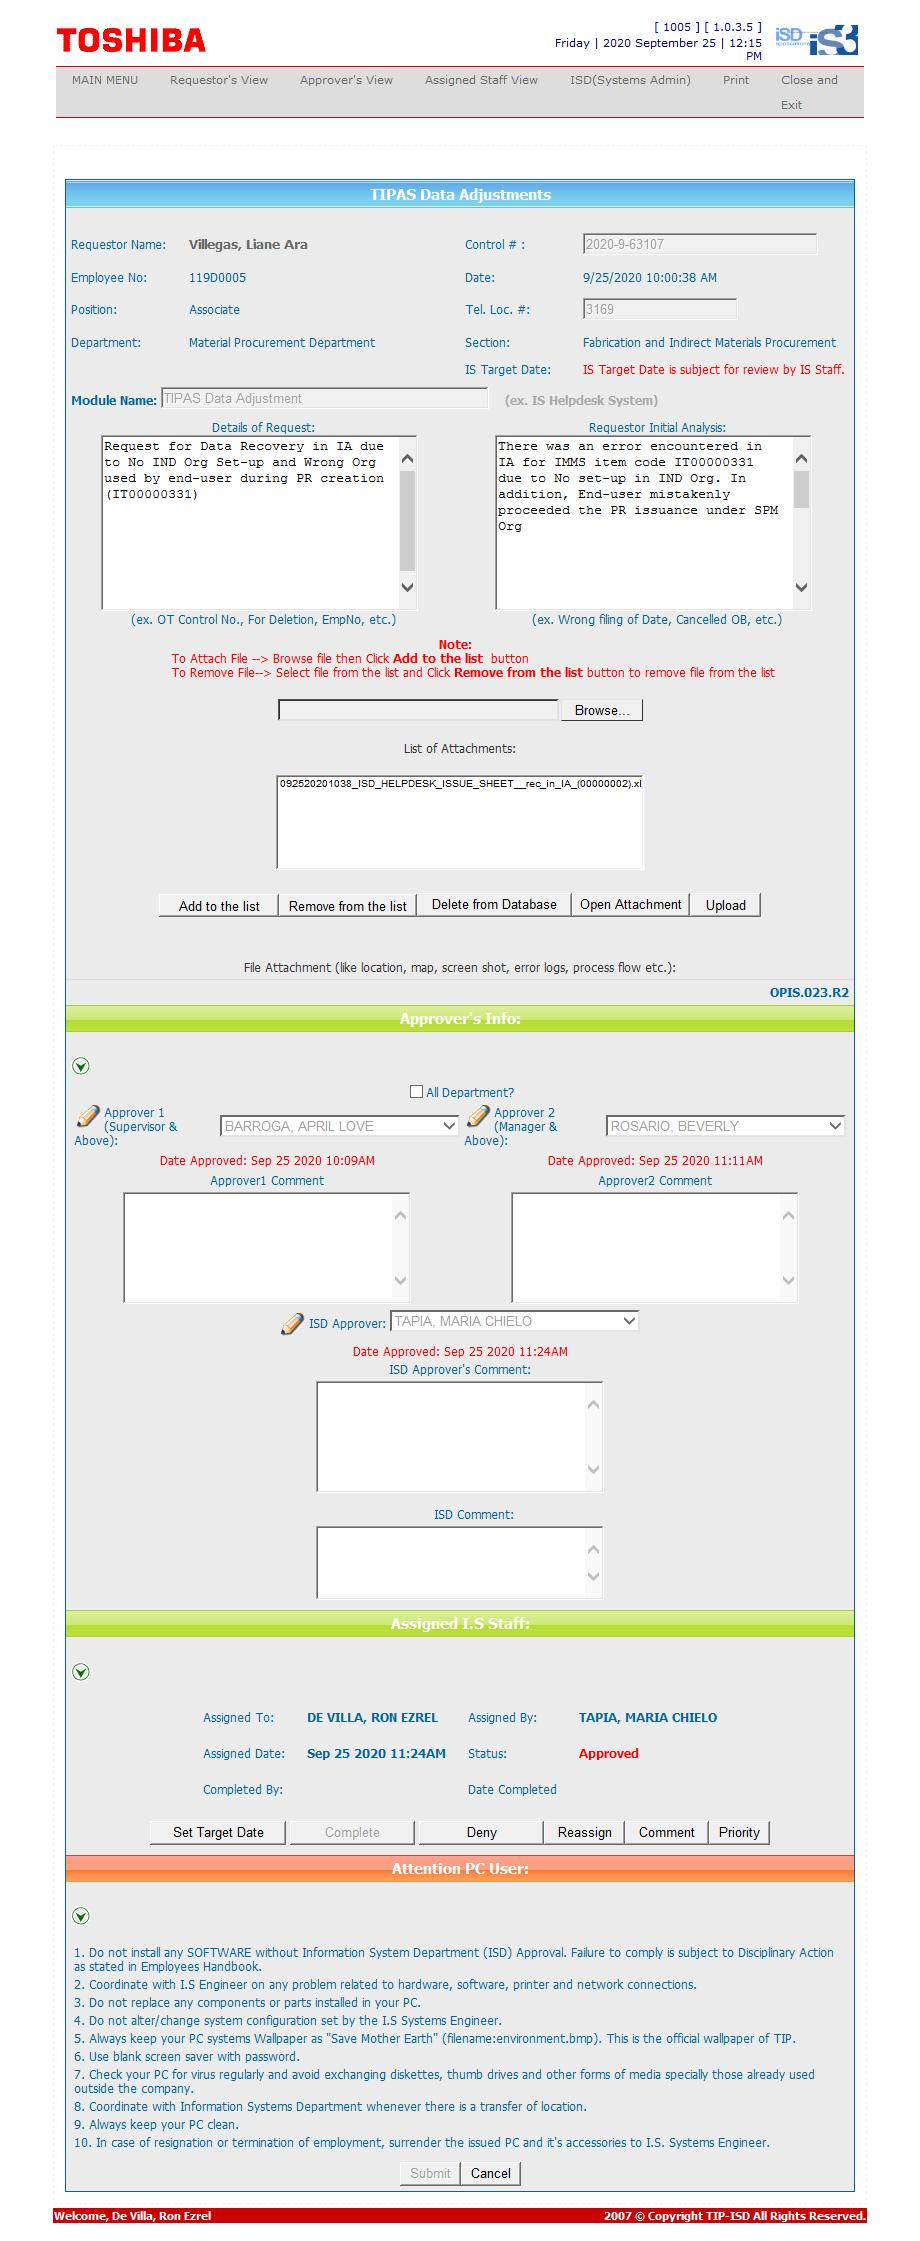 TOSHIBA
[ 1005 ] [ 1.0.3.5 ]
Friday | 2020 September 25 | 12:15
PM
ISD
iS3
MAIN MENU Requestor's View Approver's View Assigned Staff View ISD(Systems Admin) Print Close and
Exit
TIPAS Data Adjustments
Requestor Name: Villegas, Liane Ara Control # : 2020-9-63107
Employee No: 119D0005 Date: 9/25/2020 10:00:38 AM
Position: Associate Tel. Loc. #: 3169
Department: Material Procurement Department Section: Fabrication and Indirect Materials Procurement
IS Target Date: IS Target Date is subject for review by IS Staff.
Module Name: TIPAS Data Adjustment (ex. IS Helpdesk System)
Details of Request:
Request for Data Recovery in IA due
to No IND Org Set-up and Wrong Org
used by end-user during PR creation
(IT00000331)
(ex. OT Control No., For Deletion, EmpNo, etc.)
Requestor Initial Analysis:
There was an error encountered in
IA for IMMS item code IT00000331
due to No set-up in IND Org. In
addition, End-user mistakenly
proceeded the PR issuance under SPM
Org
(ex. Wrong filing of Date, Cancelled OB, etc.)
Note:
To Attach File --> Browse file then Click Add to the list button
To Remove File--> Select file from the list and Click Remove from the list button to remove file from the list
Browse...
List of Attachments:
092520201038_ISD_HELPDESK_ISSUE_SHEET__rec_in_IA_(00000002).xl
Add to the list Remove from the list Delete from Database Open Attachment Upload
File Attachment (like location, map, screen shot, error logs, process flow etc.):
OPIS.023.R2
Approver's Info:
All Department?
Approver 1
(Supervisor &
Above):
BARROGA, APRIL LOVE
Approver 2
(Manager &
Above):
ROSARIO, BEVERLY
Date Approved: Sep 25 2020 10:09AM Date Approved: Sep 25 2020 11:11AM
Approver1 Comment Approver2 Comment
ISD Approver: TAPIA, MARIA CHIELO
Date Approved: Sep 25 2020 11:24AM
ISD Approver's Comment:
ISD Comment:
Assigned I.S Staff:
Assigned To: DE VILLA, RON EZREL Assigned By: TAPIA, MARIA CHIELO
Assigned Date: Sep 25 2020 11:24AM Status: Approved
Completed By: Date Completed
Set Target Date Complete Deny Reassign Comment Priority
Attention PC User:
1. Do not install any SOFTWARE without Information System Department (ISD) Approval. Failure to comply is subject to Disciplinary Action
as stated in Employees Handbook.
2. Coordinate with I.S Engineer on any problem related to hardware, software, printer and network connections.
3. Do not replace any components or parts installed in your PC.
4. Do not alter/change system configuration set by the I.S Systems Engineer.
5. Always keep your PC systems Wallpaper as "Save Mother Earth" (filename:environment.bmp). This is the official wallpaper of TIP.
6. Use blank screen saver with password.
7. Check your PC for virus regularly and avoid exchanging diskettes, thumb drives and other forms of media specially those already used
outside the company.
8. Coordinate with Information Systems Department whenever there is a transfer of location.
9. Always keep your PC clean.
10. In case of resignation or termination of employment, surrender the issued PC and it's accessories to I.S. Systems Engineer.
Submit Cancel
Welcome, De Villa, Ron Ezrel 2007 © Copyright TIP-ISD All Rights Reserved.